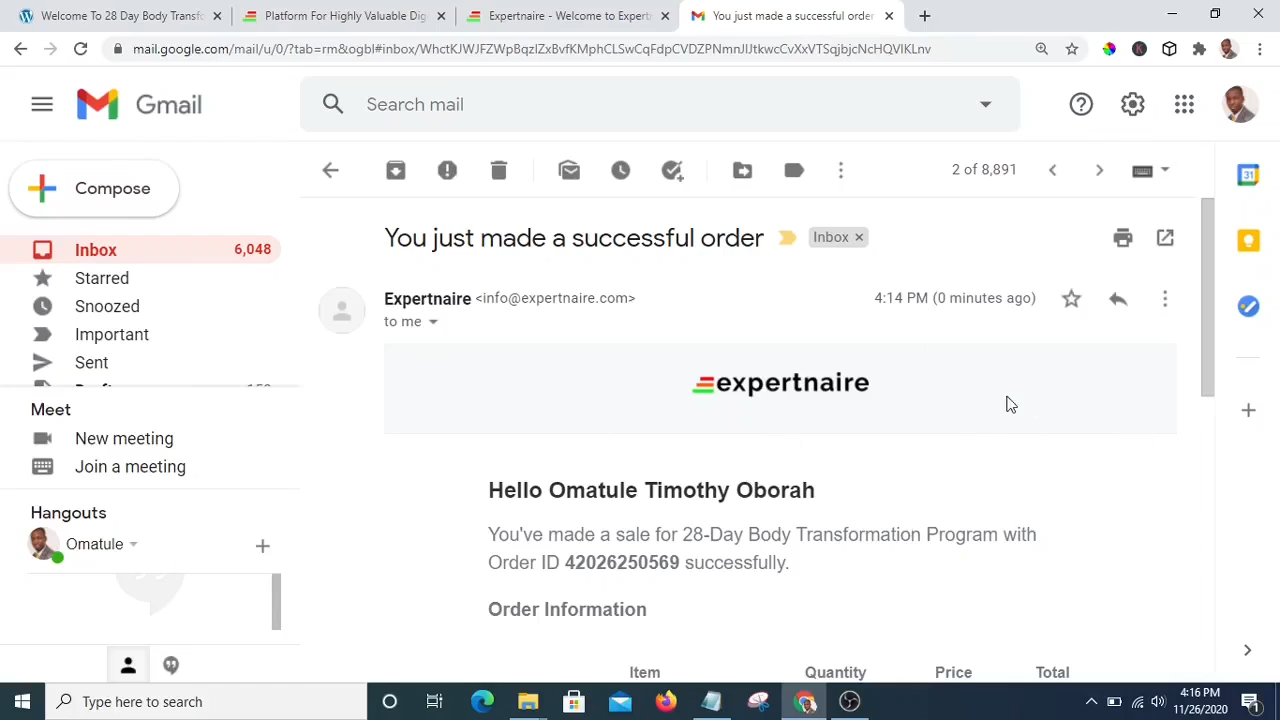 Welcome to 28 Day Body Transf
Platform For Highly Valuable Dig
Expertnaire - Welcome to Expert
You just made a successful order
mail.google.com/mail/u/0/?tab=rm&ogbl#inbox/
Gmail
Search mail
Compose
2 of 8,891
Inbox 6,048
Starred
Snoozed
Important
Sent
Meet
New meeting
Join a meeting
Hangouts
Omatule
You just made a successful order
Inbox
Expertnaire <info@expertnaire.com>
4:14 PM (0 minutes ago)
to me
expertnaire
Hello Omatule Timothy Oborah
You've made a sale for 28-Day Body Transformation Program with
Order ID 42026250569 successfully.
Order Information
Item Quantity Price Total
31
Type here to search
4:16 PM
11/26/2020
1